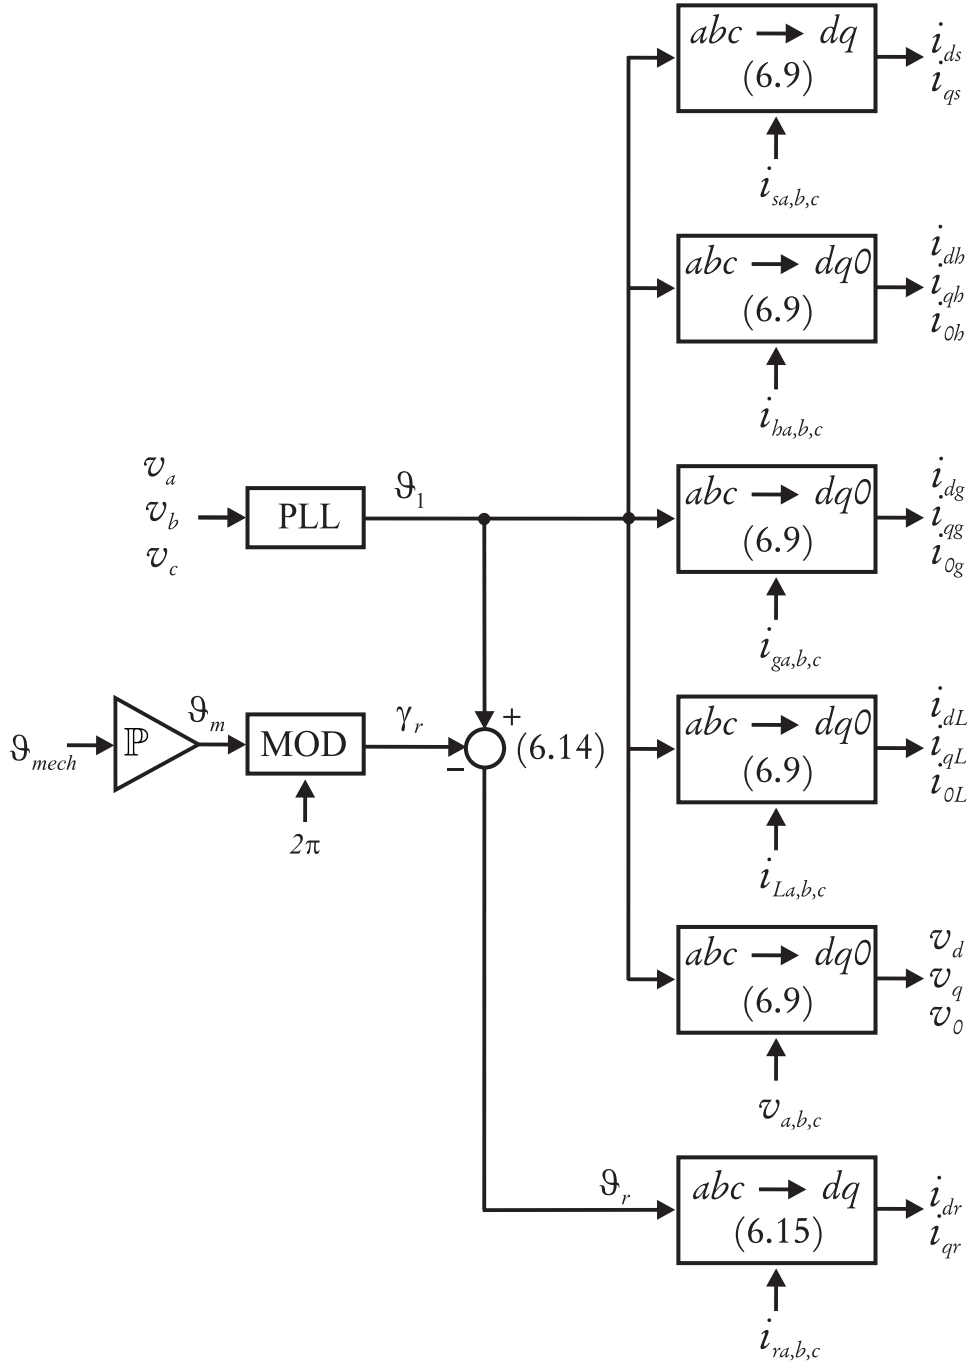 abc → dq
(6.9)
i_ds
i_qs
i_sa,b,c
abc → dq0
(6.9)
i_dh
i_qh
i_0h
i_ha,b,c
v_a
v_b
v_c
PLL
ϑ_1
abc → dq0
(6.9)
i_dg
i_qg
i_0g
i_ga,b,c
ϑ_mech
ℙ
ϑ_m
MOD
2π
γ_r
+
−
(6.14)
abc → dq0
(6.9)
i_dL
i_qL
i_0L
i_La,b,c
abc → dq0
(6.9)
v_d
v_q
v_0
v_a,b,c
ϑ_r
abc → dq
(6.15)
i_dr
i_qr
i_ra,b,c